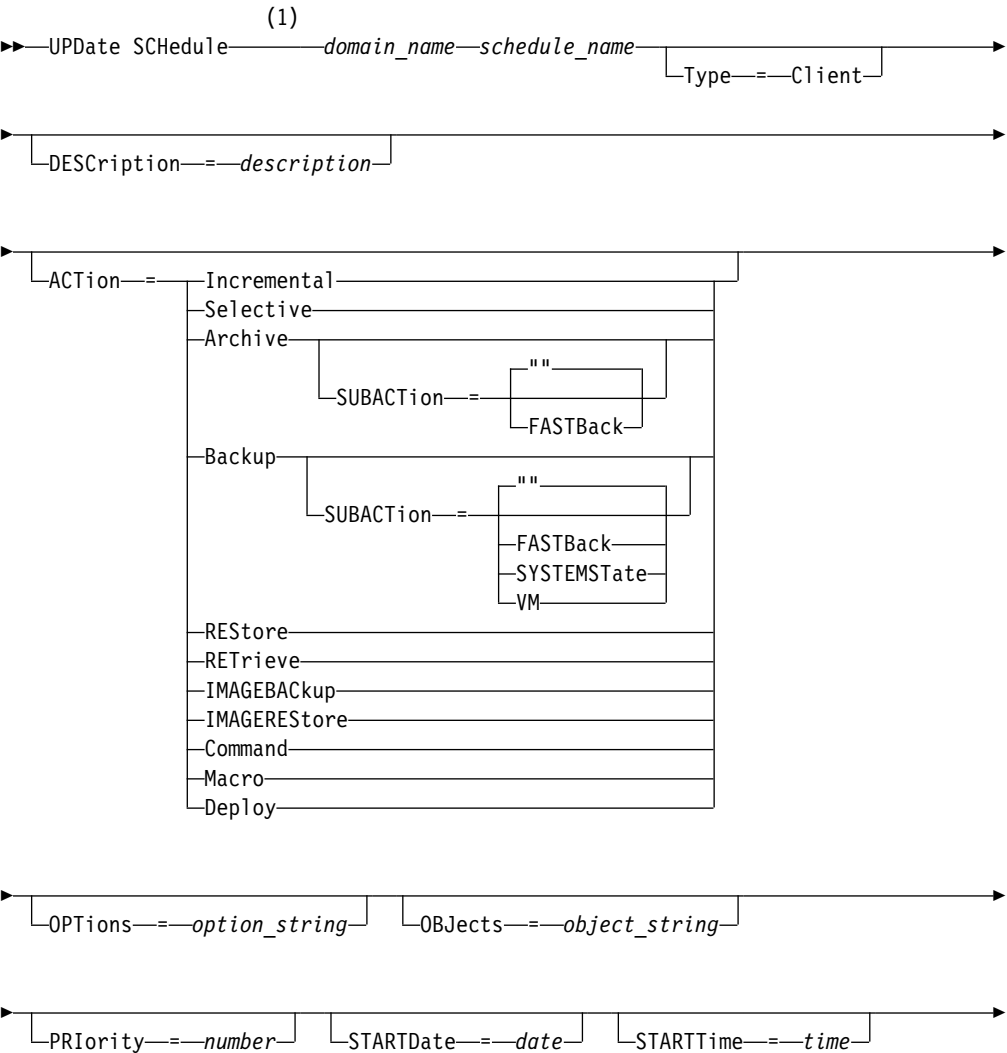 (1)
UPDate SCHedule domain_name schedule_name
Type = Client
DESCription = description
ACTion = Incremental
Selective
Archive
""
SUBACTion =
FASTBack
Backup
""
SUBACTion =
FASTBack
SYSTEMSTate
VM
REStore
RETrieve
IMAGEBACkup
IMAGEREStore
Command
Macro
Deploy
OPTions = option_string OBJects = object_string
PRIority = number STARTDate = date STARTTime = time